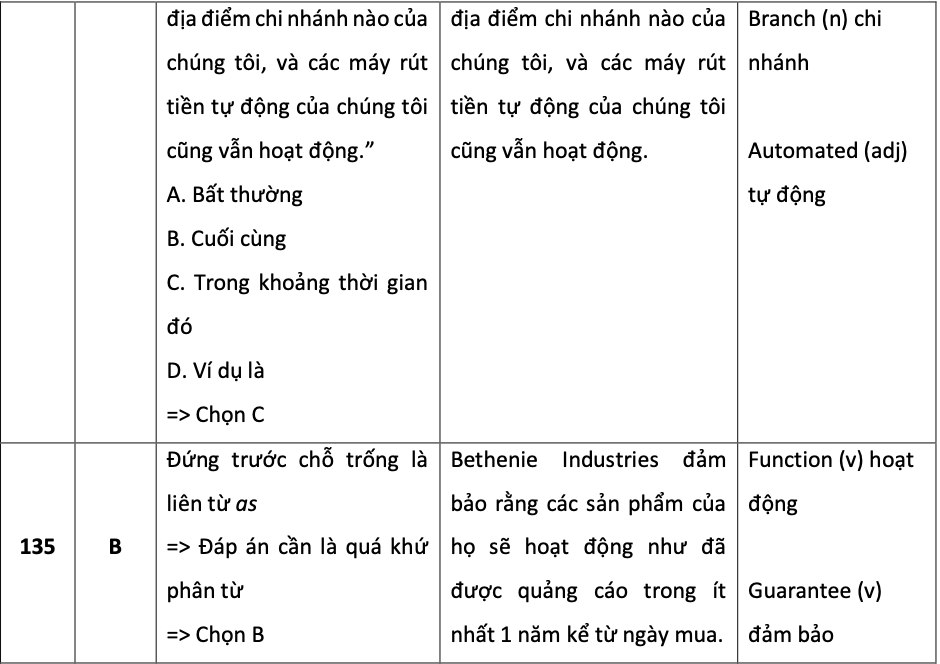 địa điểm chi nhánh nào của
chúng tôi, và các máy rút
tiền tự động của chúng tôi
cũng vẫn hoạt động.”
A. Bất thường
B. Cuối cùng
C. Trong khoảng thời gian
đó
D. Ví dụ là
=> Chọn C
địa điểm chi nhánh nào của
chúng tôi, và các máy rút
tiền tự động của chúng tôi
cũng vẫn hoạt động.
Branch (n) chi
nhánh
Automated (adj)
tự động
135
B
Đứng trước chỗ trống là
liên từ as
=> Đáp án cần là quá khứ
phân từ
=> Chọn B
Bethenie Industries đảm
bảo rằng các sản phẩm của
họ sẽ hoạt động như đã
được quảng cáo trong ít
nhất 1 năm kể từ ngày mua.
Function (v) hoạt
động
Guarantee (v)
đảm bảo